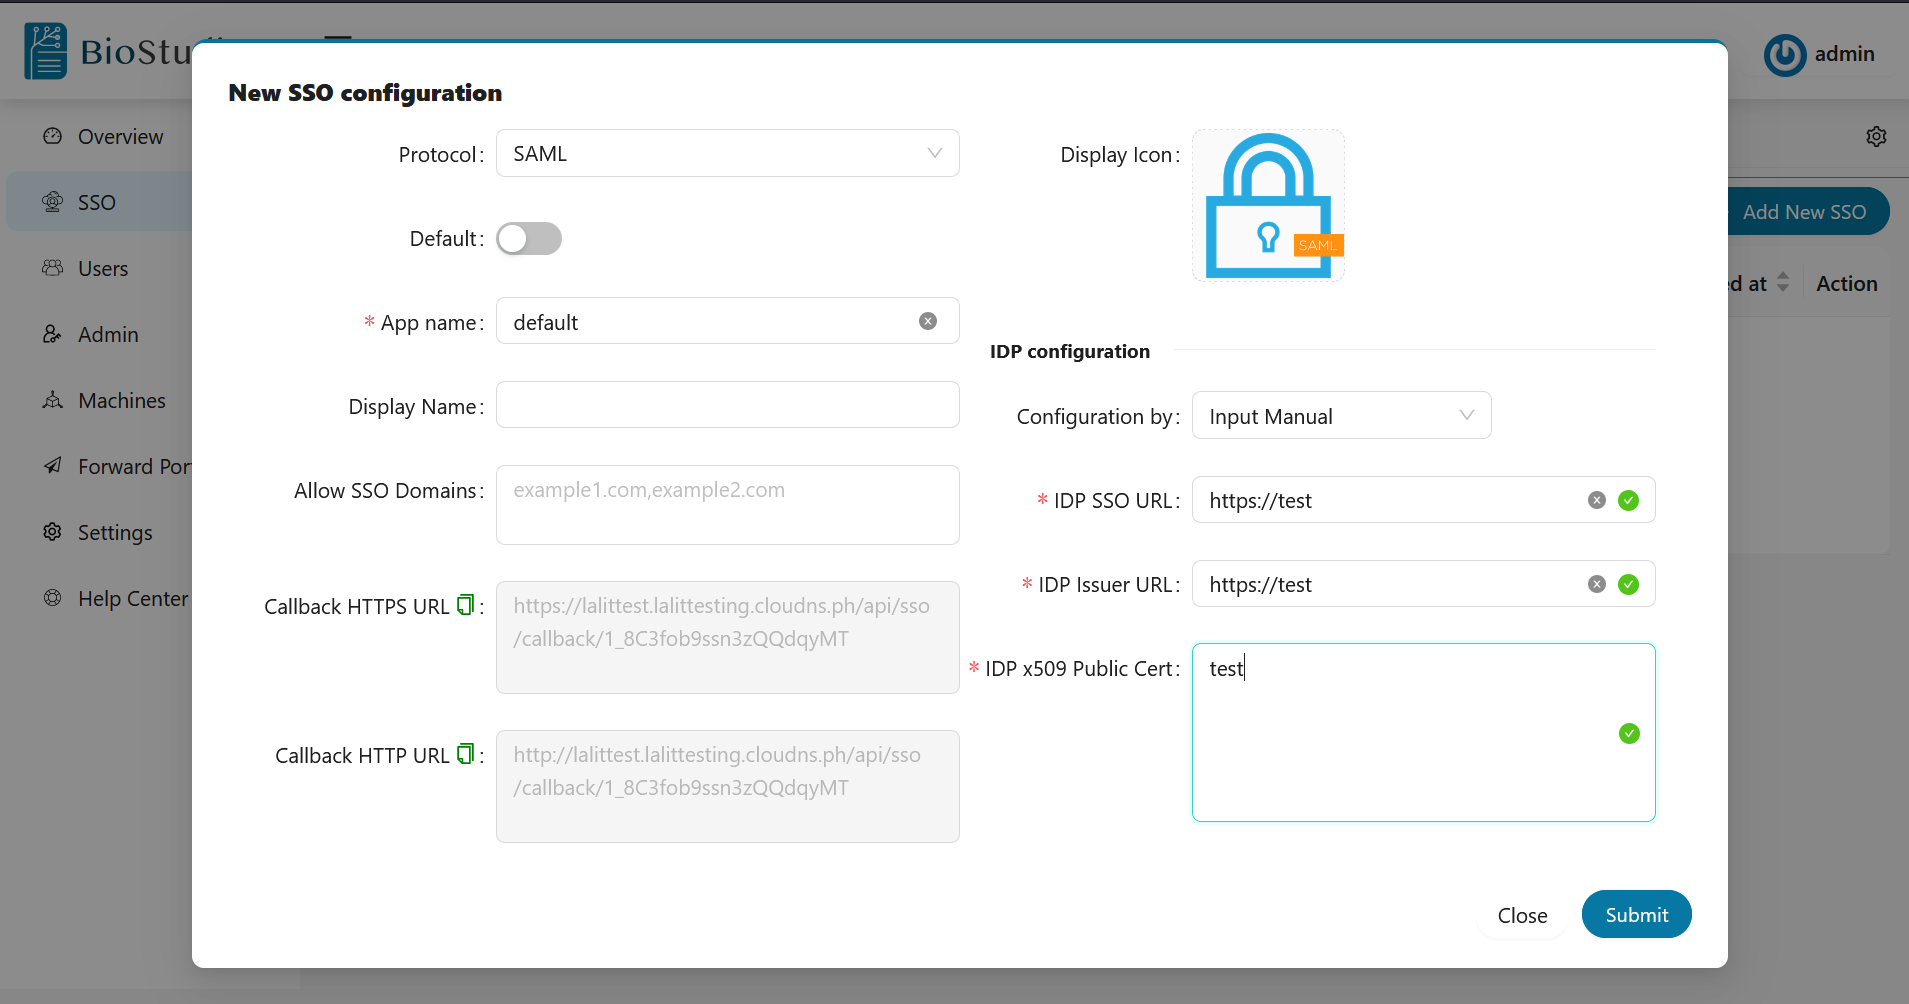 admin
Overview
SSO
Users
Admin
Machines
Settings
Help Center
Add New SSO
Action
New SSO configuration
Protocol:
SAML
Default:
* App name:
default
Display Name:
Allow SSO Domains:
example1.com,example2.com
Callback HTTPS URL :
https://lalittest.lalittesting.cloudns.ph/api/sso
/callback/1_8C3fob9ssn3zQQdqyMT
Callback HTTP URL :
http://lalittest.lalittesting.cloudns.ph/api/sso
/callback/1_8C3fob9ssn3zQQdqyMT
Display Icon:
SAML
IDP configuration
Configuration by:
Input Manual
* IDP SSO URL:
https://test
* IDP Issuer URL:
https://test
* IDP x509 Public Cert:
test
Close
Submit